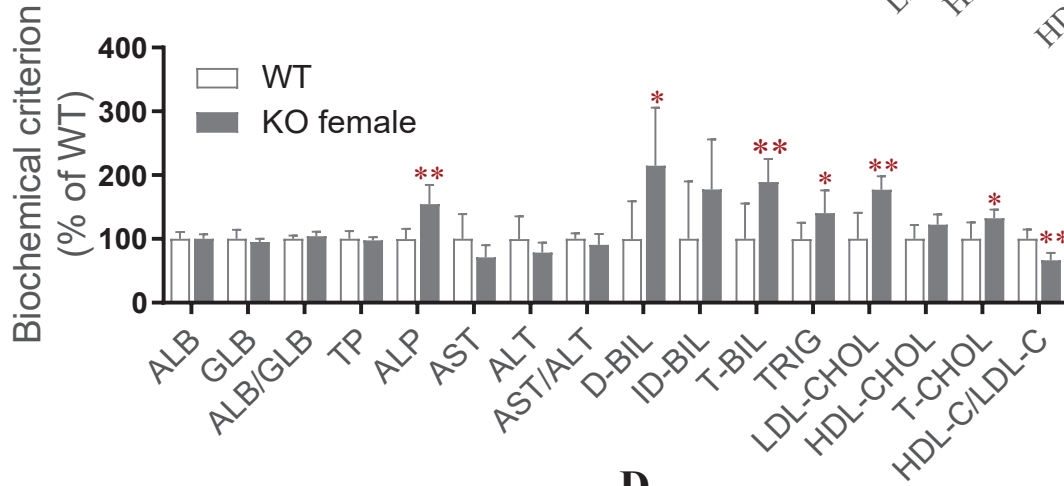 Biochemical criterion
(% of WT)
400
300
200
100
0
WT
KO female
**
*
**
*
**
*
**
ALB
GLB
ALB/GLB
TP
ALP
AST
ALT
AST/ALT
D-BIL
ID-BIL
T-BIL
TRIG
LDL-CHOL
HDL-CHOL
T-CHOL
HDL-C/LDL-C